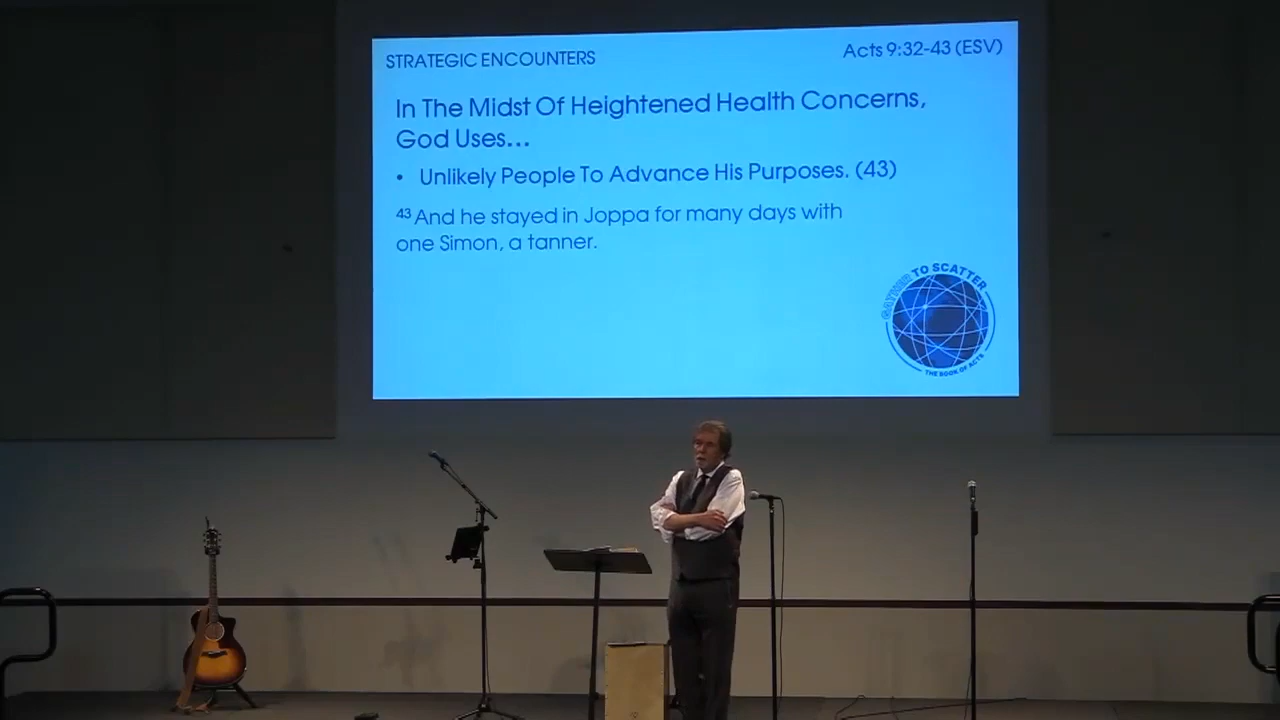 STRATEGIC ENCOUNTERS
Acts 9:32-43 (ESV)
In The Midst Of Heightened Health Concerns,
God Uses...
• Unlikely People To Advance His Purposes. (43)
43 And he stayed in Joppa for many days with
one Simon, a tanner.
GATHER TO SCATTER
THE BOOK OF ACTS